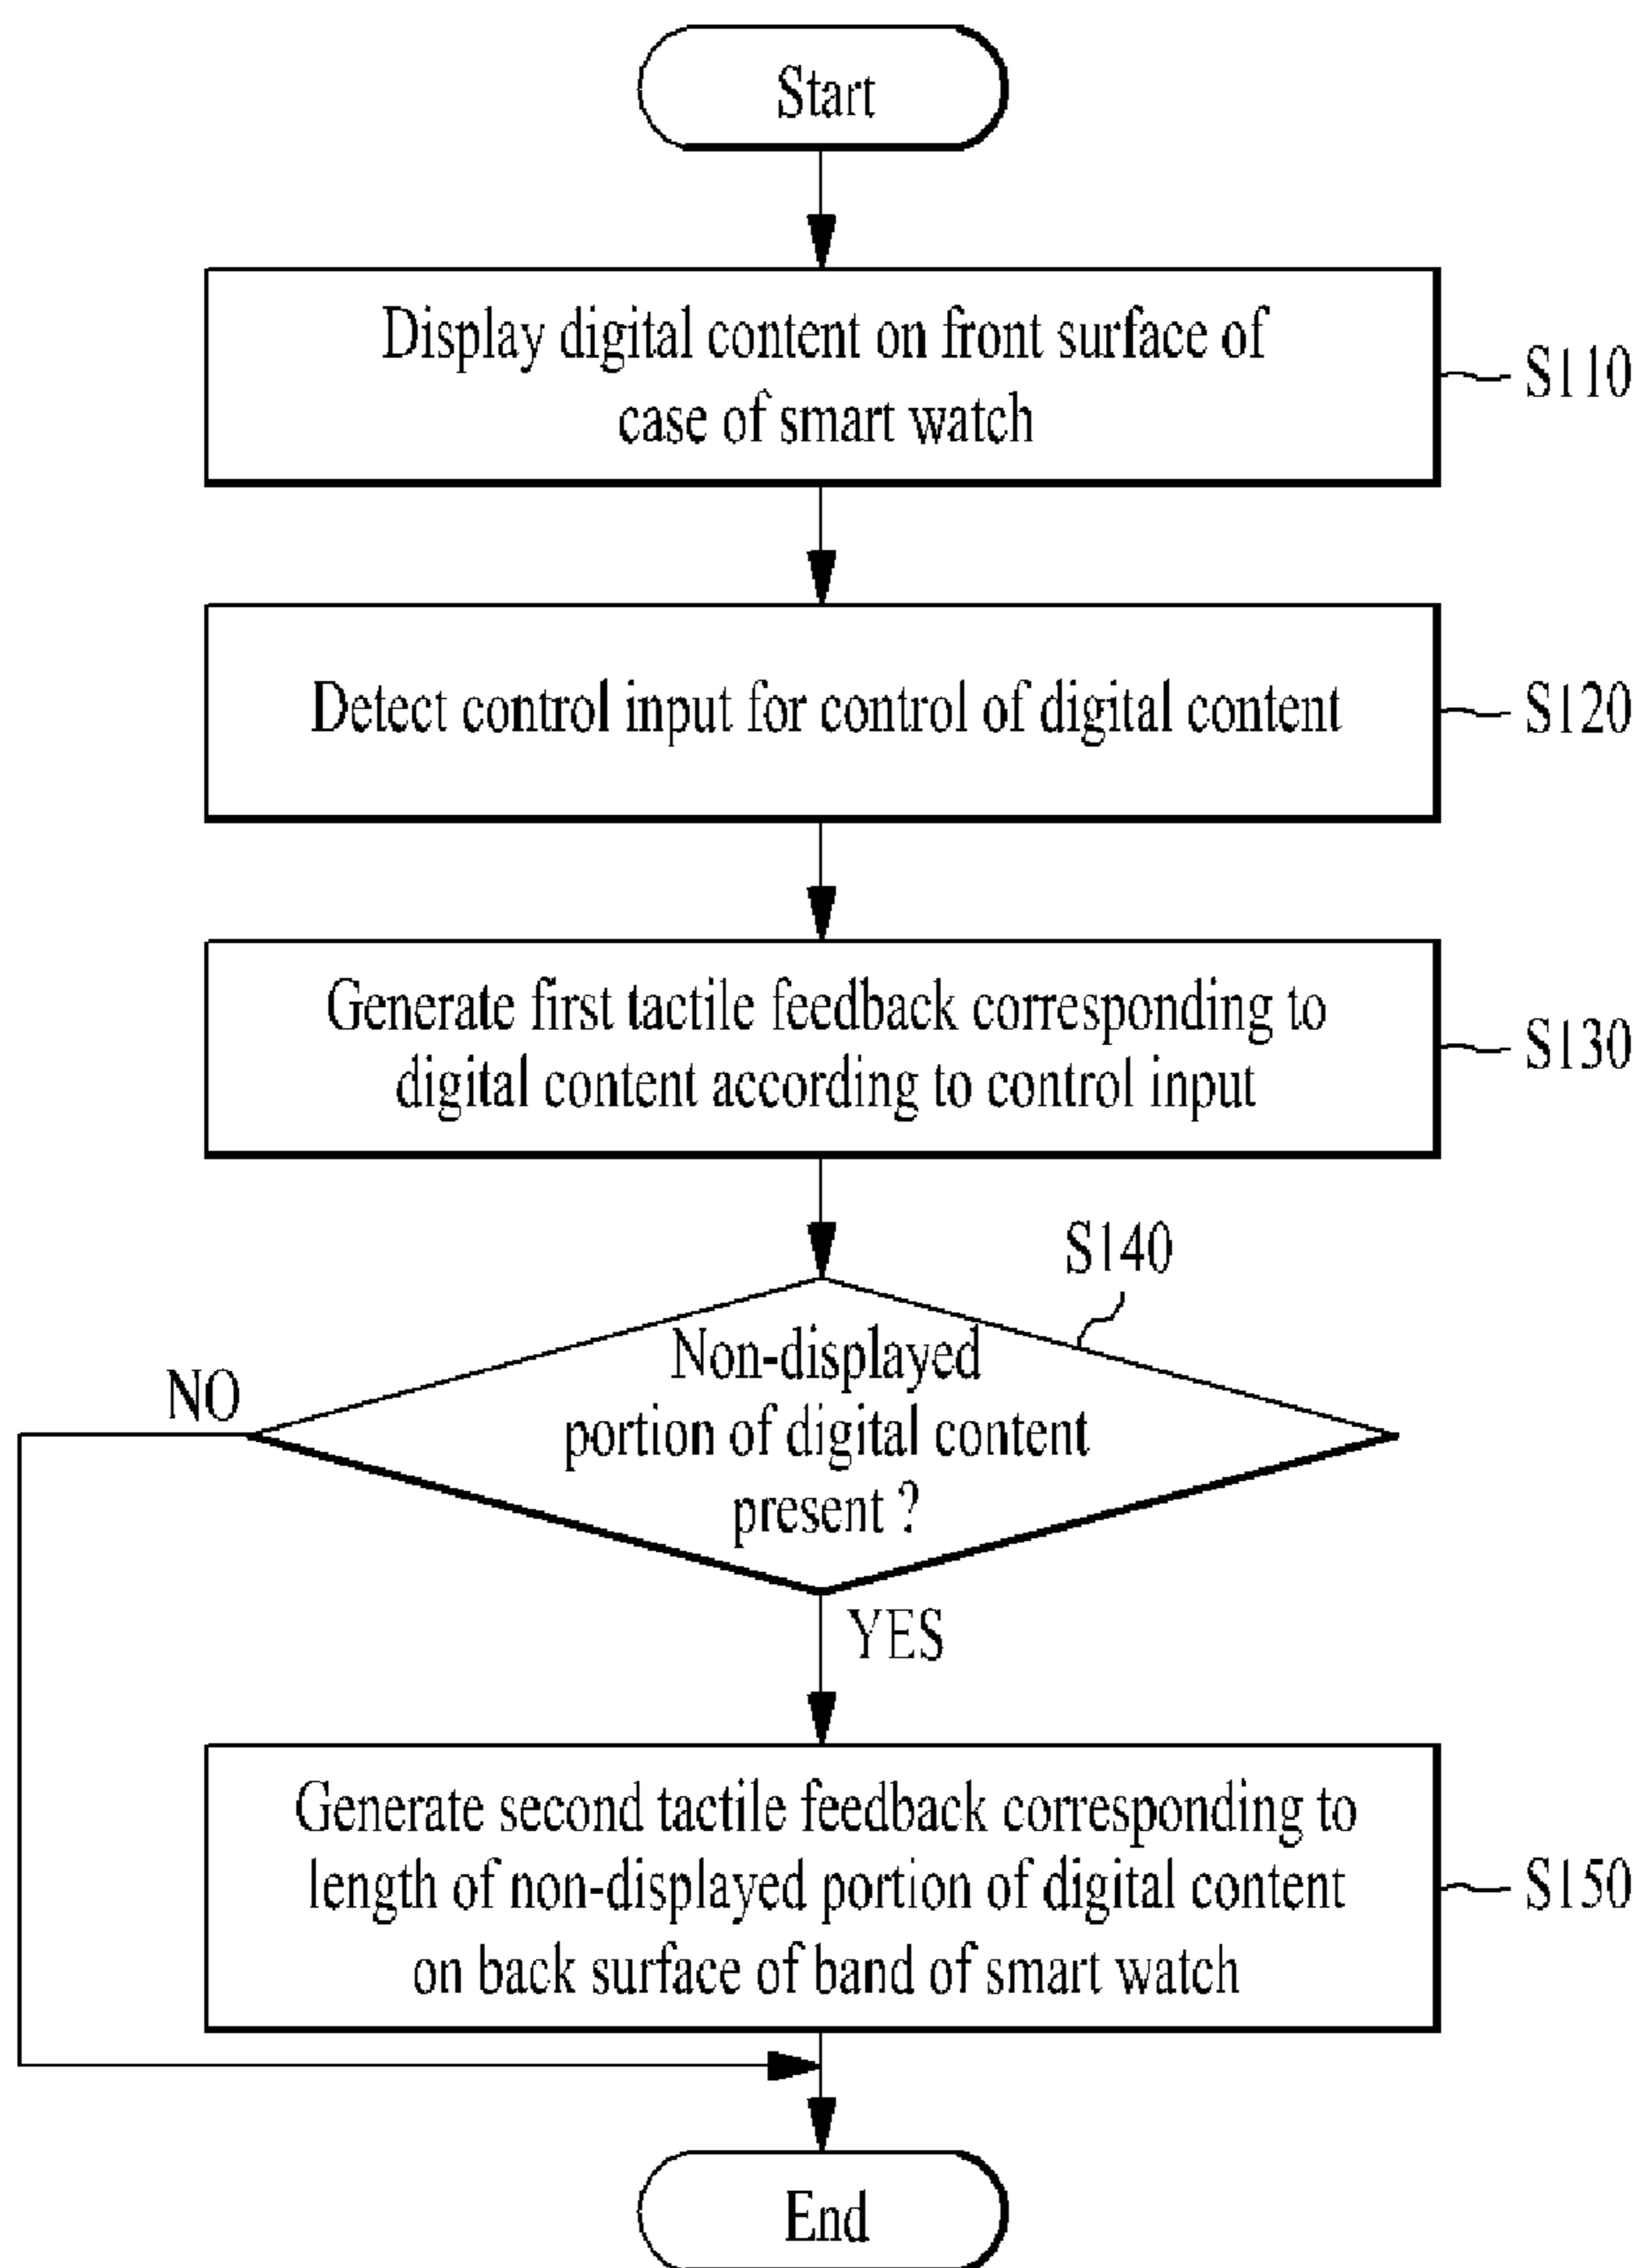 Start
Display digital content on front surface of
case of smart watch
S110
Detect control input for control of digital content
S120
Generate first tactile feedback corresponding to
digital content according to control input
S130
S140
Non-displayed
portion of digital content
present ?
NO
YES
Generate second tactile feedback corresponding to
length of non-displayed portion of digital content
on back surface of band of smart watch
S150
End